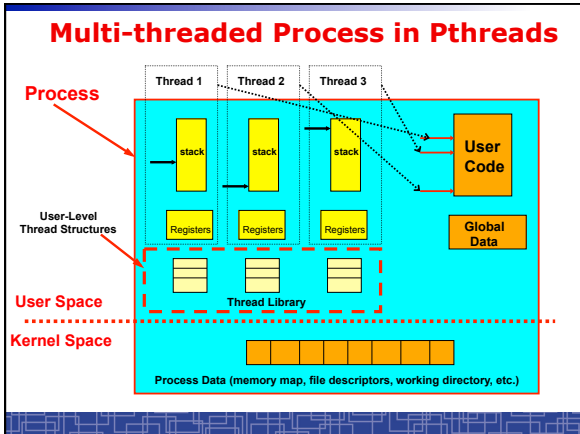 Multi-threaded Process in Pthreads
Thread 1
Thread 2
Thread 3
Process
stack
stack
stack
User
Code
Registers
Registers
Registers
Global
Data
User-Level
Thread Structures
Thread Library
User Space
Kernel Space
Process Data (memory map, file descriptors, working directory, etc.)